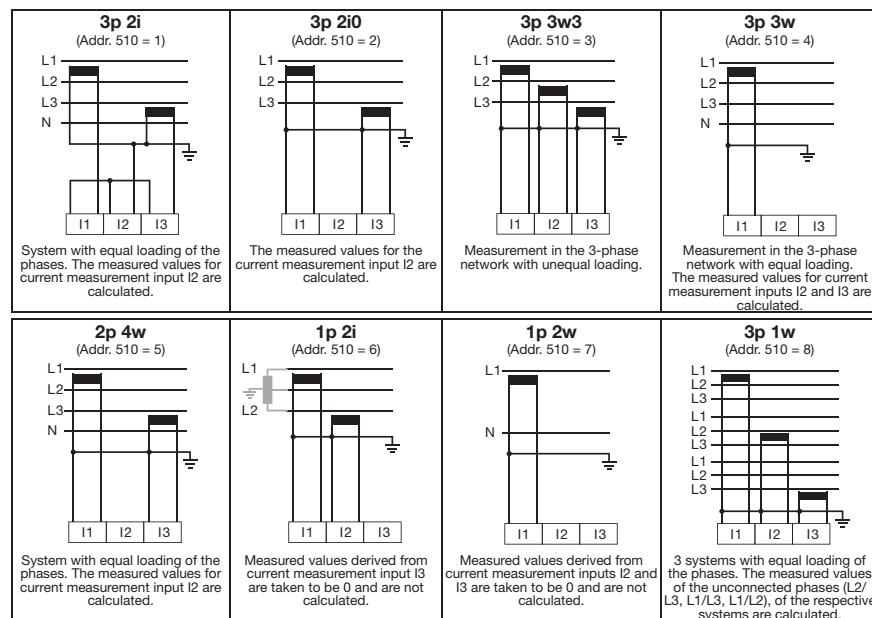 3p 2i
(Addr. 510 = 1)
L1
L2
L3
N
I1 I2 I3
System with equal loading of the
phases. The measured values for
current measurement input I2 are
calculated.
3p 2i0
(Addr. 510 = 2)
L1
L2
L3
I1 I2 I3
The measured values for the
current measurement input I2 are
calculated.
3p 3w3
(Addr. 510 = 3)
L1
L2
L3
I1 I2 I3
Measurement in the 3-phase
network with unequal loading.
3p 3w
(Addr. 510 = 4)
L1
L2
L3
N
I1 I2 I3
Measurement in the 3-phase
network with equal loading.
The measured values for current
measurement inputs I2 and I3 are
calculated.
2p 4w
(Addr. 510 = 5)
L1
L2
L3
N
I1 I2 I3
System with equal loading of the
phases. The measured values for
current measurement input I2 are
calculated.
1p 2i
(Addr. 510 = 6)
L1
L2
I1 I2 I3
Measured values derived from
current measurement input I3
are taken to be 0 and are not
calculated.
1p 2w
(Addr. 510 = 7)
L1
N
I1 I2 I3
Measured values derived from
current measurement inputs I2 and
I3 are taken to be 0 and are not
calculated.
3p 1w
(Addr. 510 = 8)
L1
L2
L3
L1
L2
L3
L1
L2
L3
I1 I2 I3
3 systems with equal loading of
the phases. The measured values
of the unconnected phases (L2/
L3, L1/L3, L1/L2), of the respective
systems are calculated.